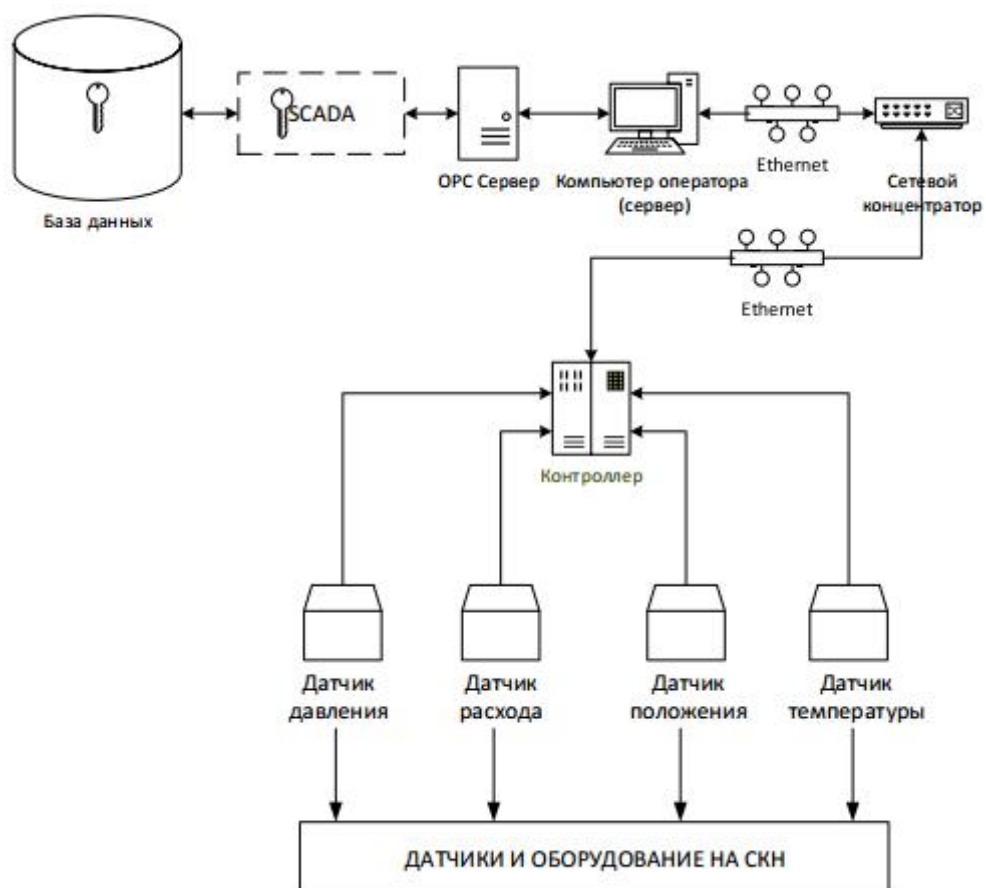 SCADA
OPC Сервер
Компьютер оператора
(сервер)
Ethernet
Сетевой
концентратор
База данных
Ethernet
Контроллер
Датчик
давления
Датчик
расхода
Датчик
положения
Датчик
температуры
ДАТЧИКИ И ОБОРУДОВАНИЕ НА СКН